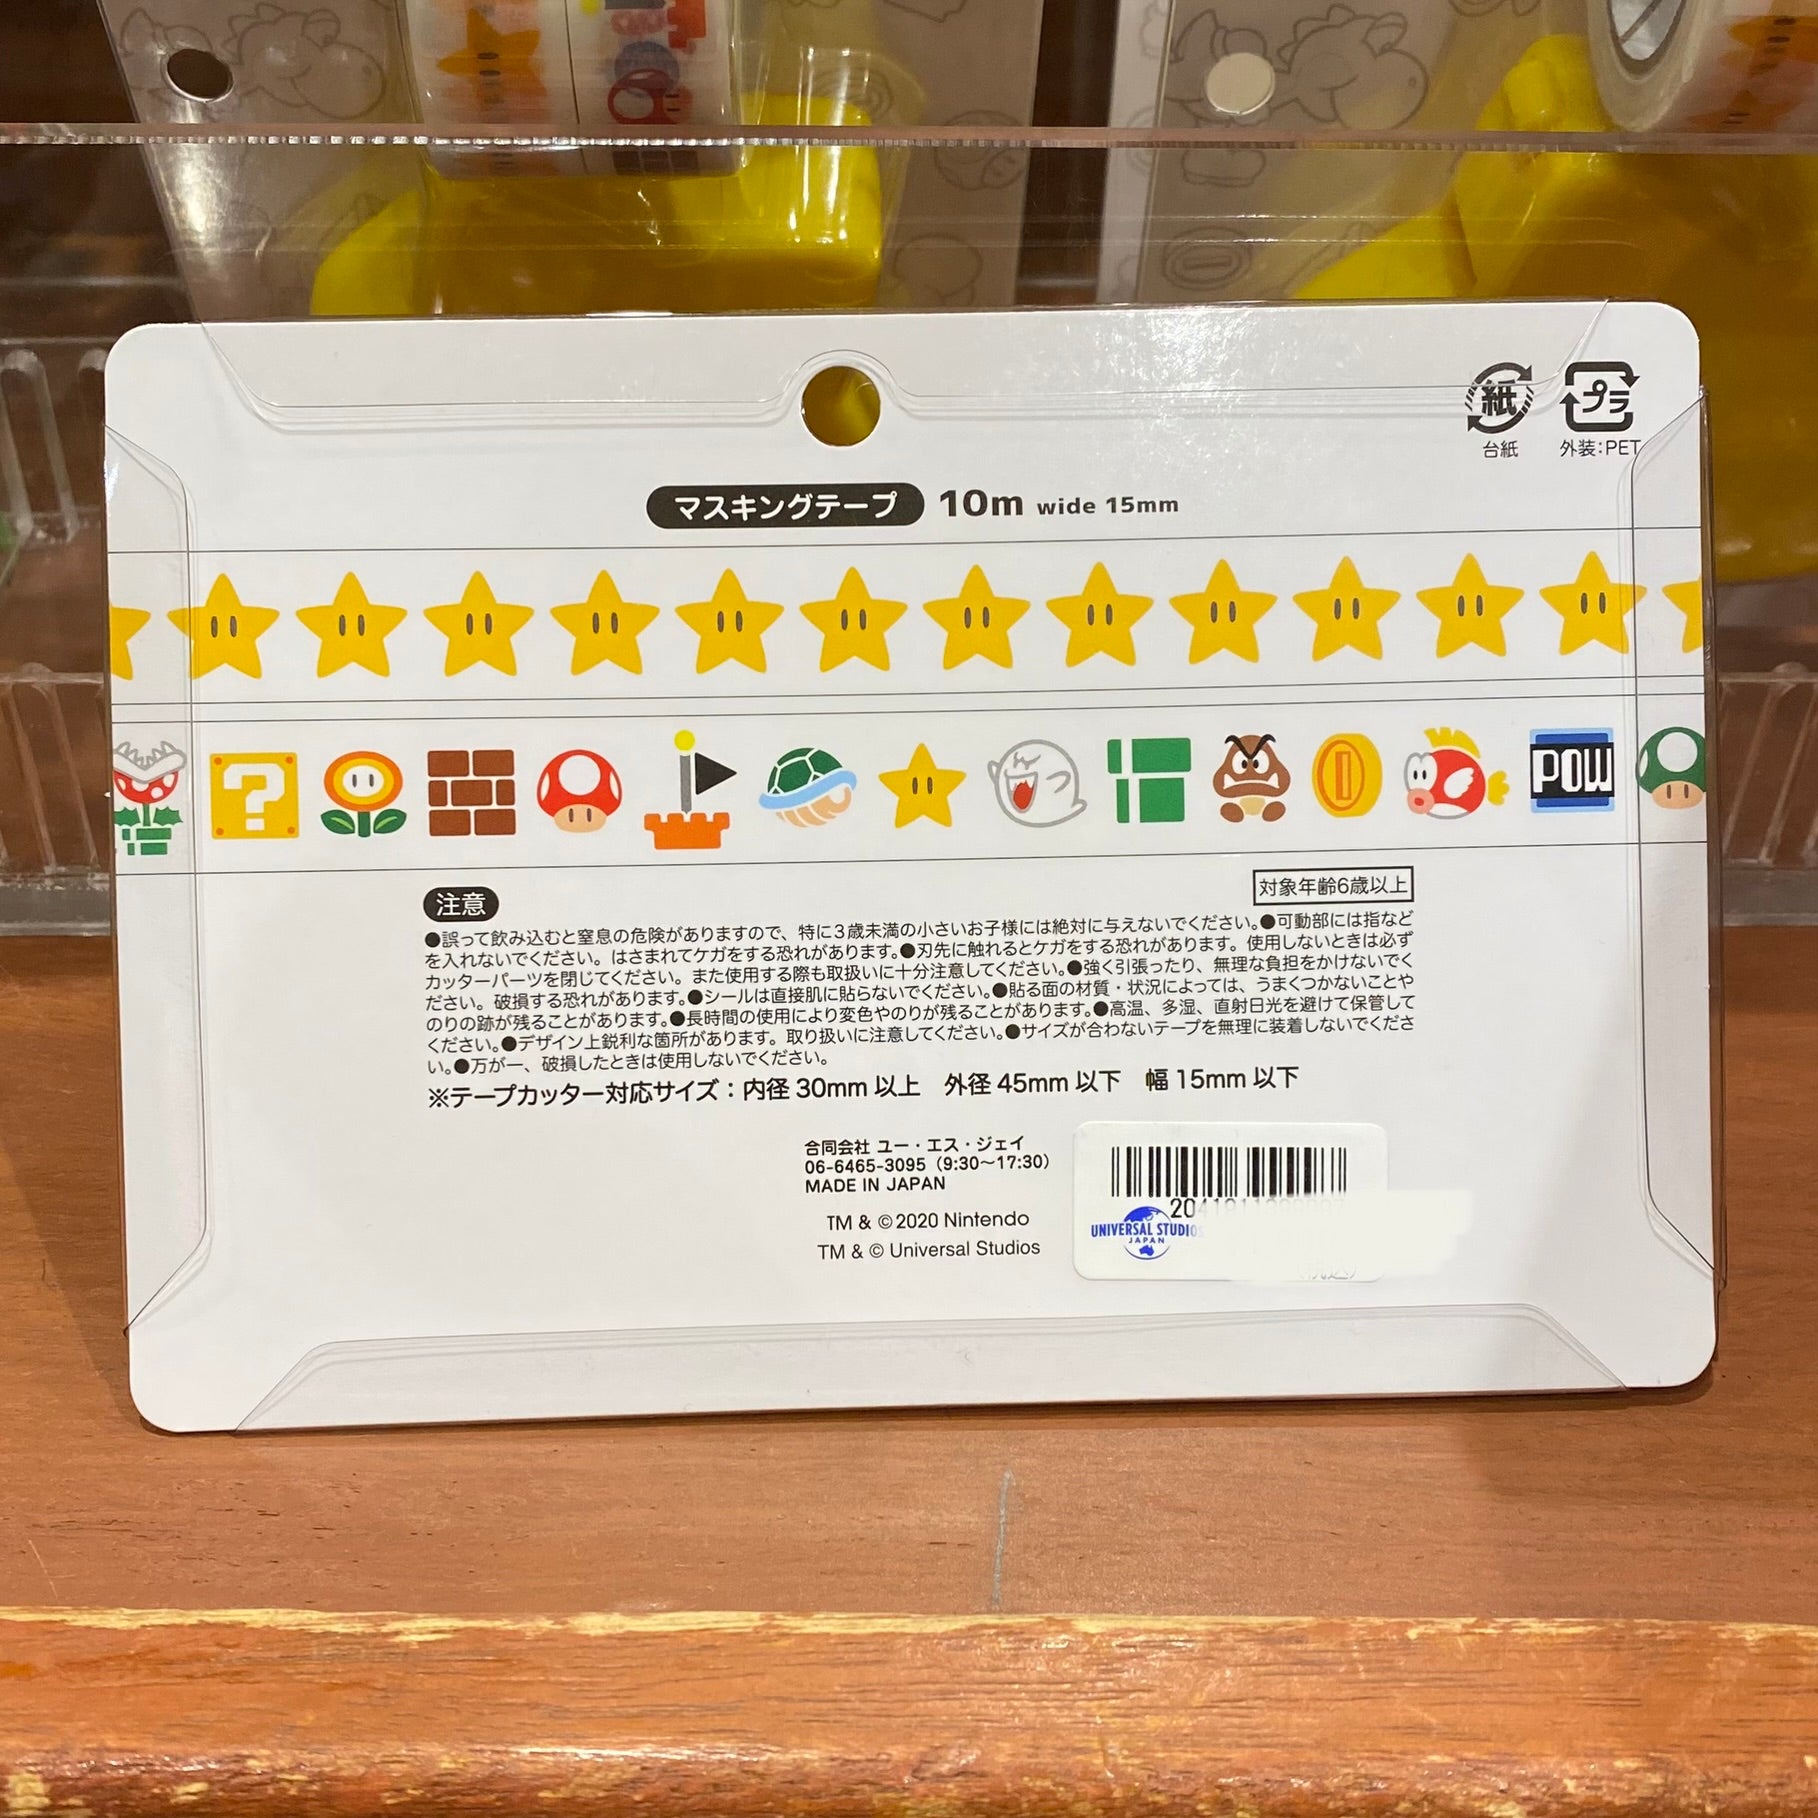 紙
プラ
台紙
外装:PET
マスキングテープ 10m wide 15mm
?
POW
注意
対象年齢6歳以上
●誤って飲み込むと窒息の危険がありますので、特に3歳未満の小さいお子様には絶対に与えないでください。●可動部には指など
を入れないでください。はさまれてケガをする恐れがあります。●刃先に触れるとケガをする恐れがあります。使用しないときは必ず
カッターパーツを閉じてください。また使用する際も取扱いに十分注意してください。●強く引張ったり、無理な負担をかけないでく
ださい。破損する恐れがあります。●シールは直接肌に貼らないでください。●貼る面の材質・状況によっては、うまくつかないことや
のりの跡が残ることがあります。●長時間の使用により変色やのりが残ることがあります。●高温、多湿、直射日光を避けて保管して
ください。●デザイン上鋭利な箇所があります。取り扱いに注意してください。●サイズが合わないテープを無理に装着しないでくださ
い。●万が一、破損したときは使用しないでください。
※テープカッター対応サイズ：内径30mm以上 外径45mm以下 幅15mm以下
合同会社 ユー・エス・ジェイ
06-6465-3095（9:30〜17:30）
MADE IN JAPAN
TM & ©2020 Nintendo
TM & © Universal Studios
UNIVERSAL STUDIOS
JAPAN